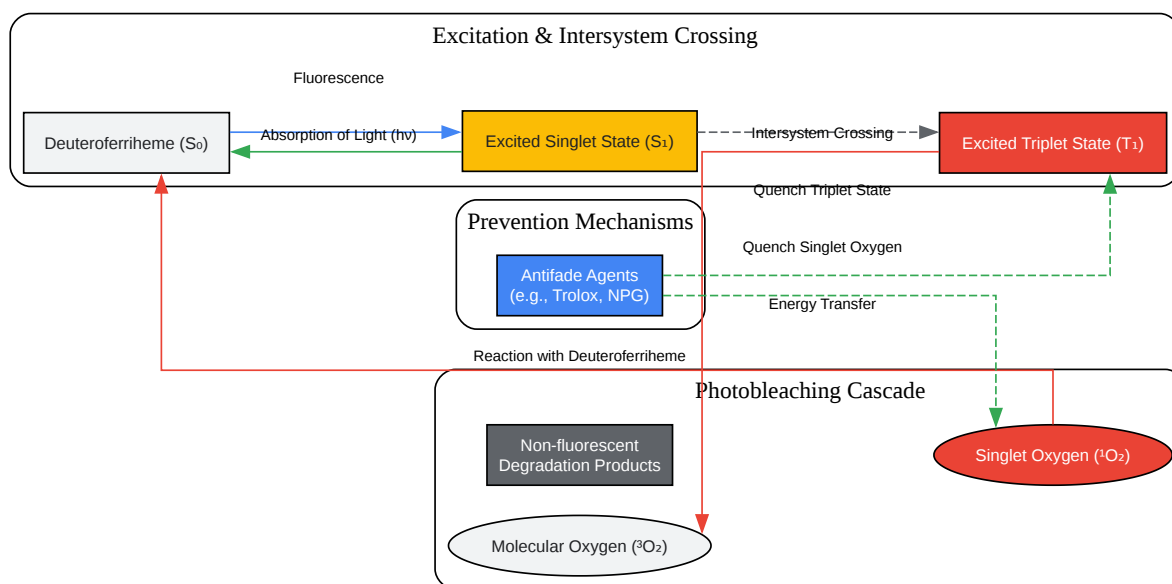 Excitation & Intersystem Crossing
Fluorescence
Deuteroferriheme (S₀)
Absorption of Light (hν)
Excited Singlet State (S₁)
Intersystem Crossing
Excited Triplet State (T₁)
Quench Triplet State
Prevention Mechanisms
Quench Singlet Oxygen
Antifade Agents
(e.g., Trolox, NPG)
Energy Transfer
Reaction with Deuteroferriheme
Photobleaching Cascade
Non-fluorescent
Degradation Products
Singlet Oxygen (¹O₂)
Molecular Oxygen (³O₂)